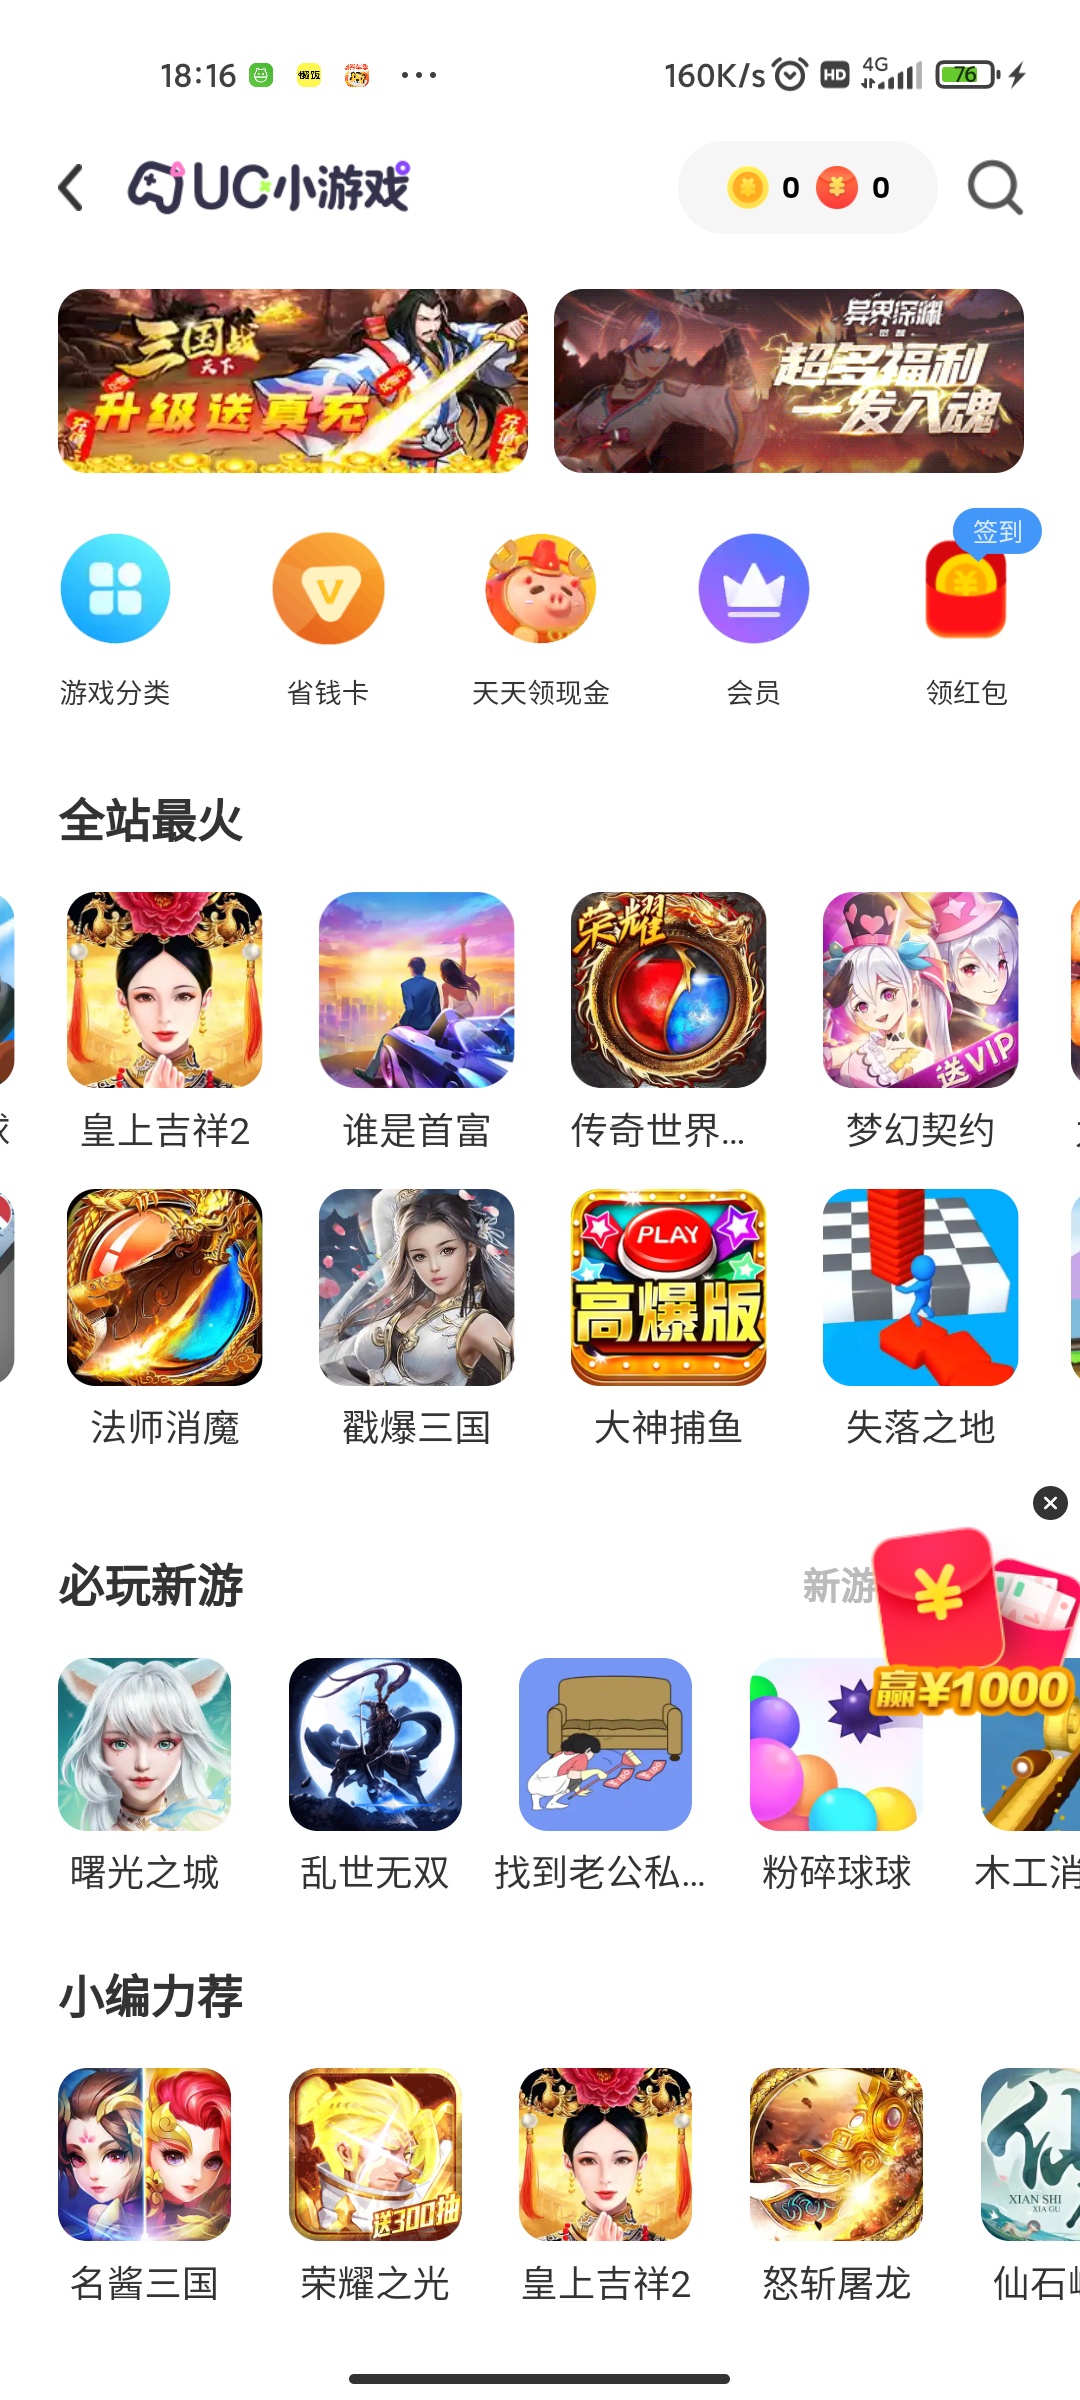 18:16 懒饭 ··· 160K/s HD 4G 76
UC小游戏 0 0
三国战
天下
升级送真充
异界深渊
超多福利
一发入魂
签到
游戏分类 省钱卡 天天领现金 会员 领红包
全站最火
荣耀
送VIP
皇上吉祥2 谁是首富 传奇世界... 梦幻契约
PLAY
高爆版
法师消魔 戳爆三国 大神捕鱼 失落之地
必玩新游 新游
赢¥1000
曙光之城 乱世无双 找到老公私... 粉碎球球 木工消
小编力荐
送300抽
仙
XIAN SHI
XIA GU
名酱三国 荣耀之光 皇上吉祥2 怒斩屠龙 仙石